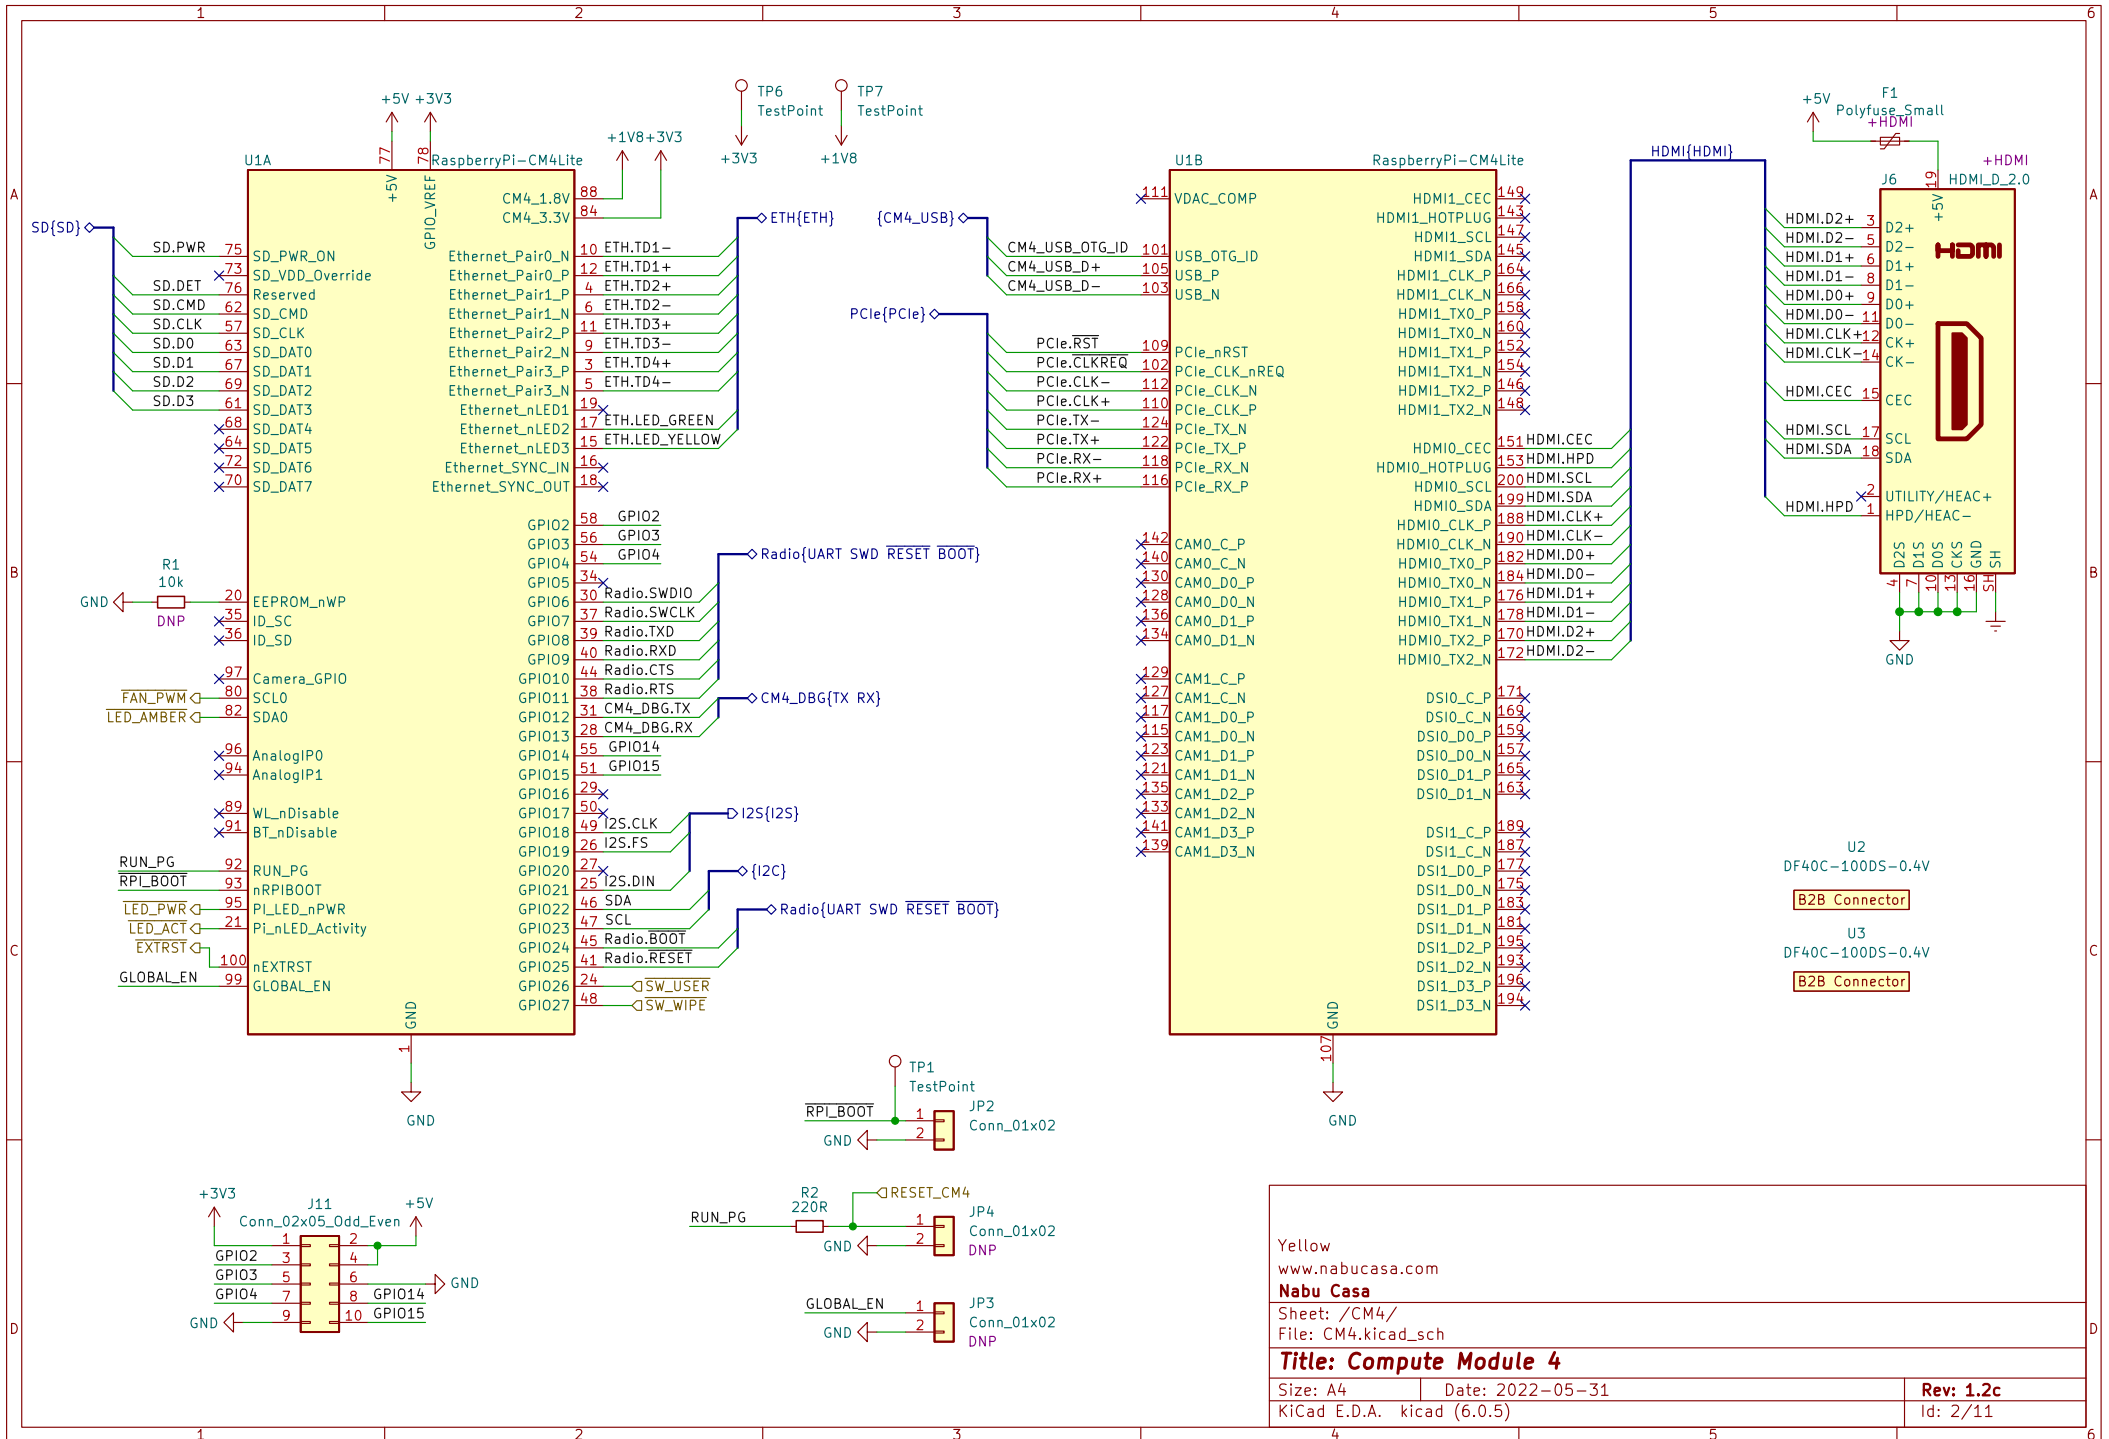 1 2 3 4 5 6
A
B
C
D
+5V +3V3
U1A
RaspberryPi-CM4Lite
77
78
+5V
GPIO_VREF
SD{SD}
SD.PWR 75 SD_PWR_ON
73 SD_VDD_Override
SD.DET 76 Reserved
SD.CMD 62 SD_CMD
SD.CLK 57 SD_CLK
SD.D0 63 SD_DAT0
SD.D1 67 SD_DAT1
SD.D2 69 SD_DAT2
SD.D3 61 SD_DAT3
68 SD_DAT4
64 SD_DAT5
72 SD_DAT6
70 SD_DAT7
R1
10k
GND
DNP
20 EEPROM_nWP
35 ID_SC
36 ID_SD
97 Camera_GPIO
FAN_PWM 80 SCL0
LED_AMBER 82 SDA0
96 AnalogIP0
94 AnalogIP1
89 WL_nDisable
91 BT_nDisable
RUN_PG 92 RUN_PG
RPI_BOOT 93 nRPIBOOT
LED_PWR 95 PI_LED_nPWR
LED_ACT 21 Pi_nLED_Activity
EXTRST
100 nEXTRST
GLOBAL_EN 99 GLOBAL_EN
GND
1
GND
+1V8 +3V3
CM4_1.8V 88
CM4_3.3V 84
Ethernet_Pair0_N 10 ETH.TD1-
Ethernet_Pair0_P 12 ETH.TD1+
Ethernet_Pair1_P 4 ETH.TD2+
Ethernet_Pair1_N 6 ETH.TD2-
Ethernet_Pair2_P 11 ETH.TD3+
Ethernet_Pair2_N 9 ETH.TD3-
Ethernet_Pair3_P 3 ETH.TD4+
Ethernet_Pair3_N 5 ETH.TD4-
Ethernet_nLED1 19
Ethernet_nLED2 17 ETH.LED_GREEN
Ethernet_nLED3 15 ETH.LED_YELLOW
Ethernet_SYNC_IN 16
Ethernet_SYNC_OUT 18
ETH{ETH}
GPIO2 58 GPIO2
GPIO3 56 GPIO3
GPIO4 54 GPIO4
GPIO5 34
GPIO6 30 Radio.SWDIO
GPIO7 37 Radio.SWCLK
GPIO8 39 Radio.TXD
GPIO9 40 Radio.RXD
GPIO10 44 Radio.CTS
GPIO11 38 Radio.RTS
GPIO12 31 CM4_DBG.TX
GPIO13 28 CM4_DBG.RX
GPIO14 55 GPIO14
GPIO15 51 GPIO15
GPIO16 29
GPIO17 50
GPIO18 49 I2S.CLK
GPIO19 26 I2S.FS
GPIO20 27
GPIO21 25 I2S.DIN
GPIO22 46 SDA
GPIO23 47 SCL
GPIO24 45 Radio.BOOT
GPIO25 41 Radio.RESET
GPIO26 24 SW_USER
GPIO27 48 SW_WIPE
Radio{UART SWD RESET BOOT}
CM4_DBG{TX RX}
I2S{I2S}
{I2C}
Radio{UART SWD RESET BOOT}
TP6
TestPoint
+3V3
TP7
TestPoint
+1V8
U1B
RaspberryPi-CM4Lite
{CM4_USB}
PCIe{PCIe}
111 VDAC_COMP
CM4_USB_OTG_ID 101 USB_OTG_ID
CM4_USB_D+ 105 USB_P
CM4_USB_D- 103 USB_N
PCIe.RST 109 PCIe_nRST
PCIe.CLKREQ 102 PCIe_CLK_nREQ
PCIe.CLK- 112 PCIe_CLK_N
PCIe.CLK+ 110 PCIe_CLK_P
PCIe.TX- 124 PCIe_TX_N
PCIe.TX+ 122 PCIe_TX_P
PCIe.RX- 118 PCIe_RX_N
PCIe.RX+ 116 PCIe_RX_P
142 CAM0_C_P
140 CAM0_C_N
130 CAM0_D0_P
128 CAM0_D0_N
136 CAM0_D1_P
134 CAM0_D1_N
129 CAM1_C_P
127 CAM1_C_N
117 CAM1_D0_P
115 CAM1_D0_N
123 CAM1_D1_P
121 CAM1_D1_N
135 CAM1_D2_P
133 CAM1_D2_N
141 CAM1_D3_P
139 CAM1_D3_N
GND
107
GND
HDMI1_CEC 149
HDMI1_HOTPLUG 143
HDMI1_SCL 147
HDMI1_SDA 145
HDMI1_CLK_P 164
HDMI1_CLK_N 166
HDMI1_TX0_P 158
HDMI1_TX0_N 160
HDMI1_TX1_P 152
HDMI1_TX1_N 154
HDMI1_TX2_P 146
HDMI1_TX2_N 148
HDMI0_CEC 151 HDMI.CEC
HDMI0_HOTPLUG 153 HDMI.HPD
HDMI0_SCL 200 HDMI.SCL
HDMI0_SDA 199 HDMI.SDA
HDMI0_CLK_P 188 HDMI.CLK+
HDMI0_CLK_N 190 HDMI.CLK-
HDMI0_TX0_P 182 HDMI.D0+
HDMI0_TX0_N 184 HDMI.D0-
HDMI0_TX1_P 176 HDMI.D1+
HDMI0_TX1_N 178 HDMI.D1-
HDMI0_TX2_P 170 HDMI.D2+
HDMI0_TX2_N 172 HDMI.D2-
DSI0_C_P 171
DSI0_C_N 169
DSI0_D0_P 159
DSI0_D0_N 157
DSI0_D1_P 165
DSI0_D1_N 163
DSI1_C_P 189
DSI1_C_N 187
DSI1_D0_P 177
DSI1_D0_N 175
DSI1_D1_P 183
DSI1_D1_N 181
DSI1_D2_P 195
DSI1_D2_N 193
DSI1_D3_P 196
DSI1_D3_N 194
HDMI{HDMI}
F1
+5V Polyfuse_Small
+HDMI
+HDMI
J6 HDMI_D_2.0
19
+5V
HDMI
HDMI.D2+ 3 D2+
HDMI.D2- 5 D2-
HDMI.D1+ 6 D1+
HDMI.D1- 8 D1-
HDMI.D0+ 9 D0+
HDMI.D0- 11 D0-
HDMI.CLK+ 12 CK+
HDMI.CLK- 14 CK-
HDMI.CEC 15 CEC
HDMI.SCL 17 SCL
HDMI.SDA 18 SDA
2 UTILITY/HEAC+
HDMI.HPD 1 HPD/HEAC-
D2S D1S D0S CKS GND SH
4 7 10 13 16 SH
GND
U2
DF40C-100DS-0.4V
B2B Connector
U3
DF40C-100DS-0.4V
B2B Connector
TP1
TestPoint
RPI_BOOT 1
GND 2
JP2
Conn_01x02
R2
220R
RESET_CM4
RUN_PG 1
GND 2
JP4
Conn_01x02
DNP
GLOBAL_EN 1
GND 2
JP3
Conn_01x02
DNP
+3V3
J11
+5V
Conn_02x05_Odd_Even
1 2
GPIO2 3 4
GPIO3 5 6 GND
GPIO4 7 8 GPIO14
GND 9 10 GPIO15
Yellow
www.nabucasa.com
Nabu Casa
Sheet: /CM4/
File: CM4.kicad_sch
Title: Compute Module 4
Size: A4 Date: 2022-05-31 Rev: 1.2c
KiCad E.D.A. kicad (6.0.5) Id: 2/11
A
B
C
D
1 2 3 4 5 6